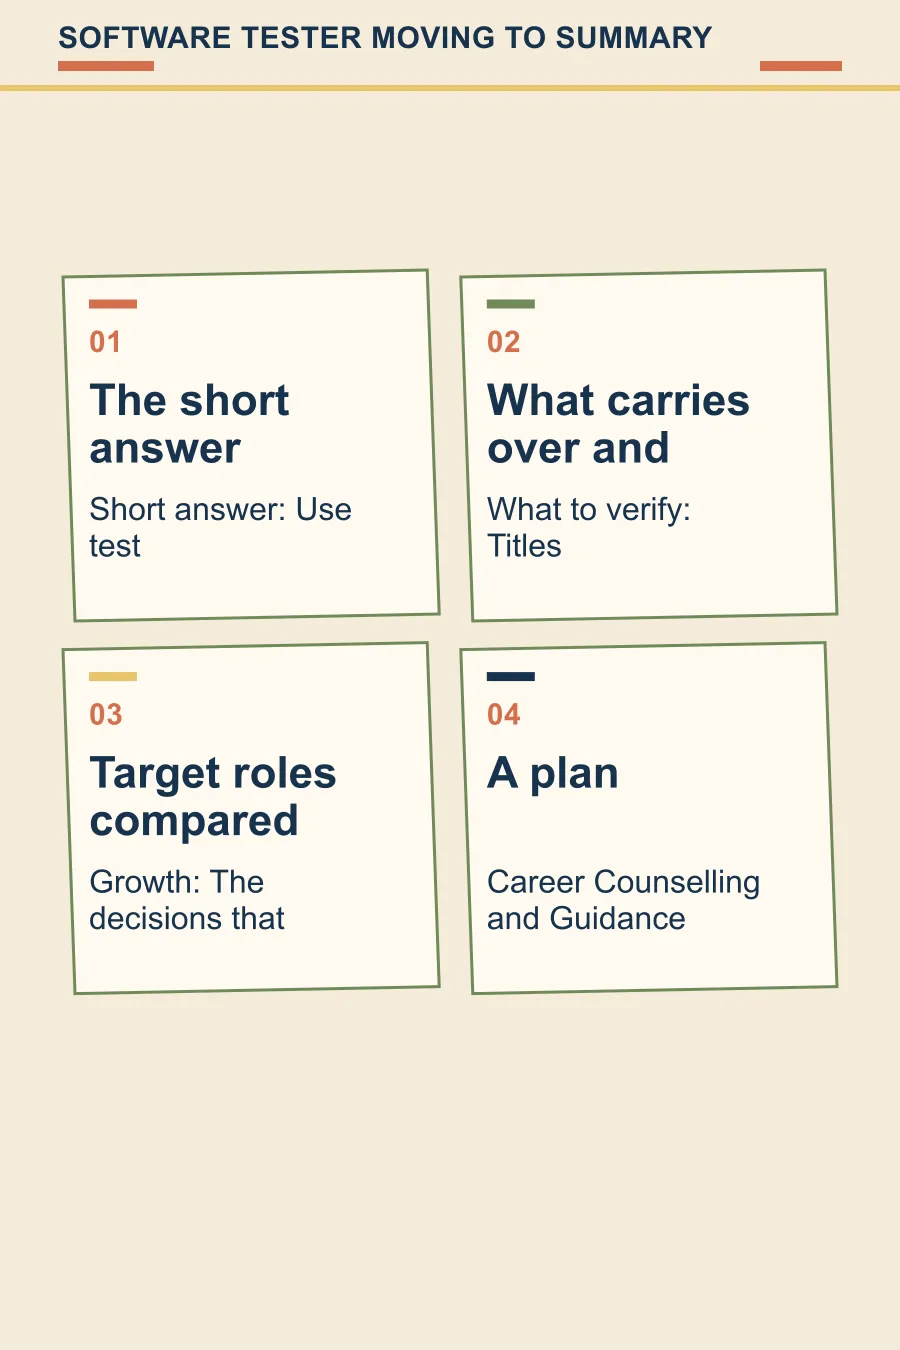 SOFTWARE TESTER MOVING TO SUMMARY
01
The short
answer
Short answer: Use
test
02
What carries
over and
What to verify:
Titles
03
Target roles
compared
Growth: The
decisions that
04
A plan
Career Counselling
and Guidance